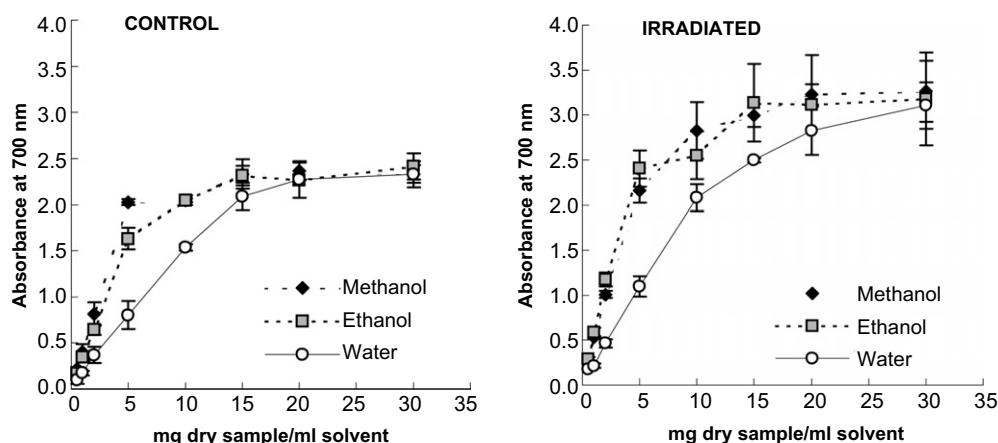 CONTROL
Absorbance at 700 nm
4.0
3.5
3.0
2.5
2.0
1.5
1.0
0.5
0.0
Methanol
Ethanol
Water
0 5 10 15 20 25 30 35
mg dry sample/ml solvent
IRRADIATED
Absorbance at 700 nm
4.0
3.5
3.0
2.5
2.0
1.5
1.0
0.5
0.0
Methanol
Ethanol
Water
0 5 10 15 20 25 30 35
mg dry sample/ml solvent